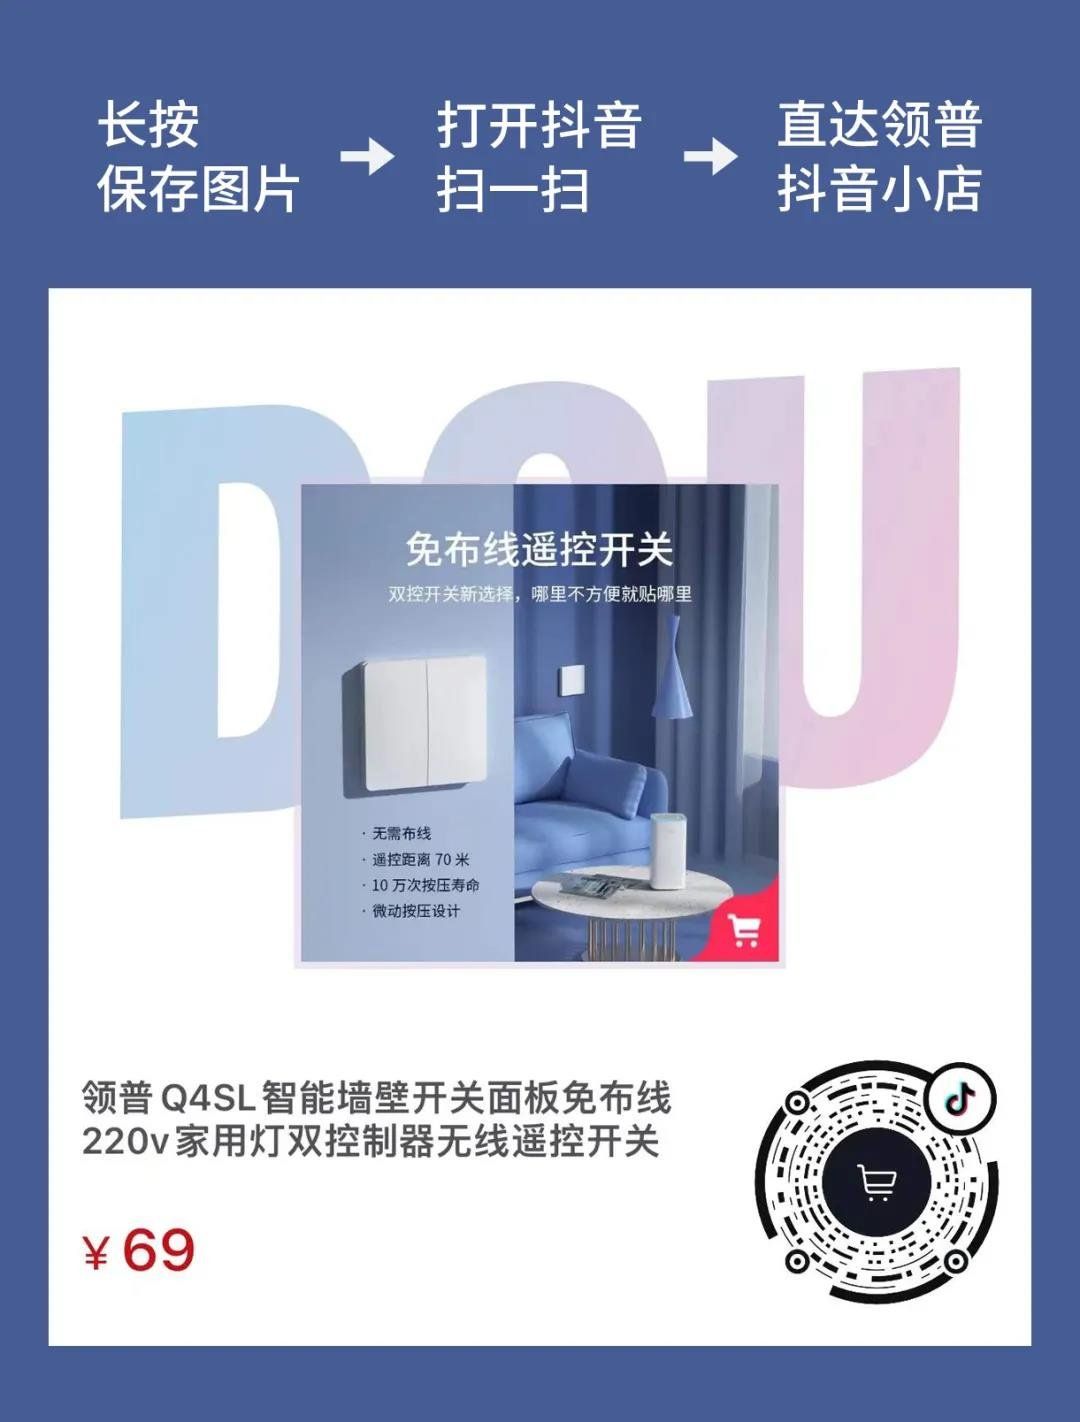 长按
保存图片
打开抖音
扫一扫
直达领普
抖音小店
DOU
免布线遥控开关
双控开关新选择，哪里不方便就贴哪里
· 无需布线
· 遥控距离 70 米
· 10 万次按压寿命
· 微动按压设计
领普 Q4SL 智能墙壁开关面板免布线
220v 家用灯双控制器无线遥控开关
¥ 69